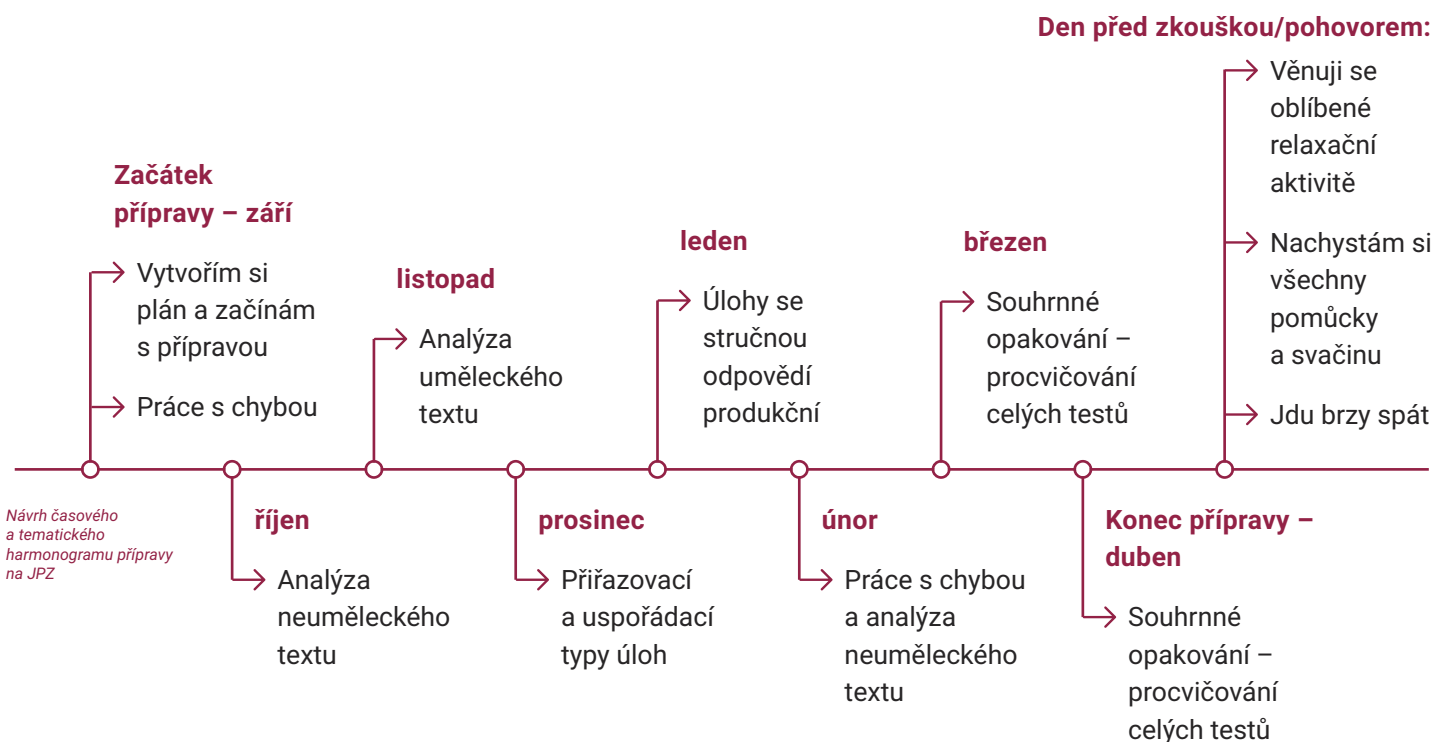 Začátek
přípravy – září
Vytvořím si
plán a začínám
s přípravou
Práce s chybou
říjen
Analýza
neuměleckého
textu
listopad
Analýza
uměleckého
textu
prosinec
Přiřazovací
a uspořádací
typy úloh
leden
Úlohy se
stručnou
odpovědí
produkční
únor
Práce s chybou
a analýza
neuměleckého
textu
březen
Souhrnné
opakování –
procvičování
celých testů
Konec přípravy –
duben
Souhrnné
opakování –
procvičování
celých testů
Den před zkouškou/pohovorem:
Věnuji se
oblíbené
relaxační
aktivitě
Nachystám si
všechny
pomůcky
a svačinu
Jdu brzy spát
Návrh časového
a tematického
harmonogramu přípravy
na JPZ